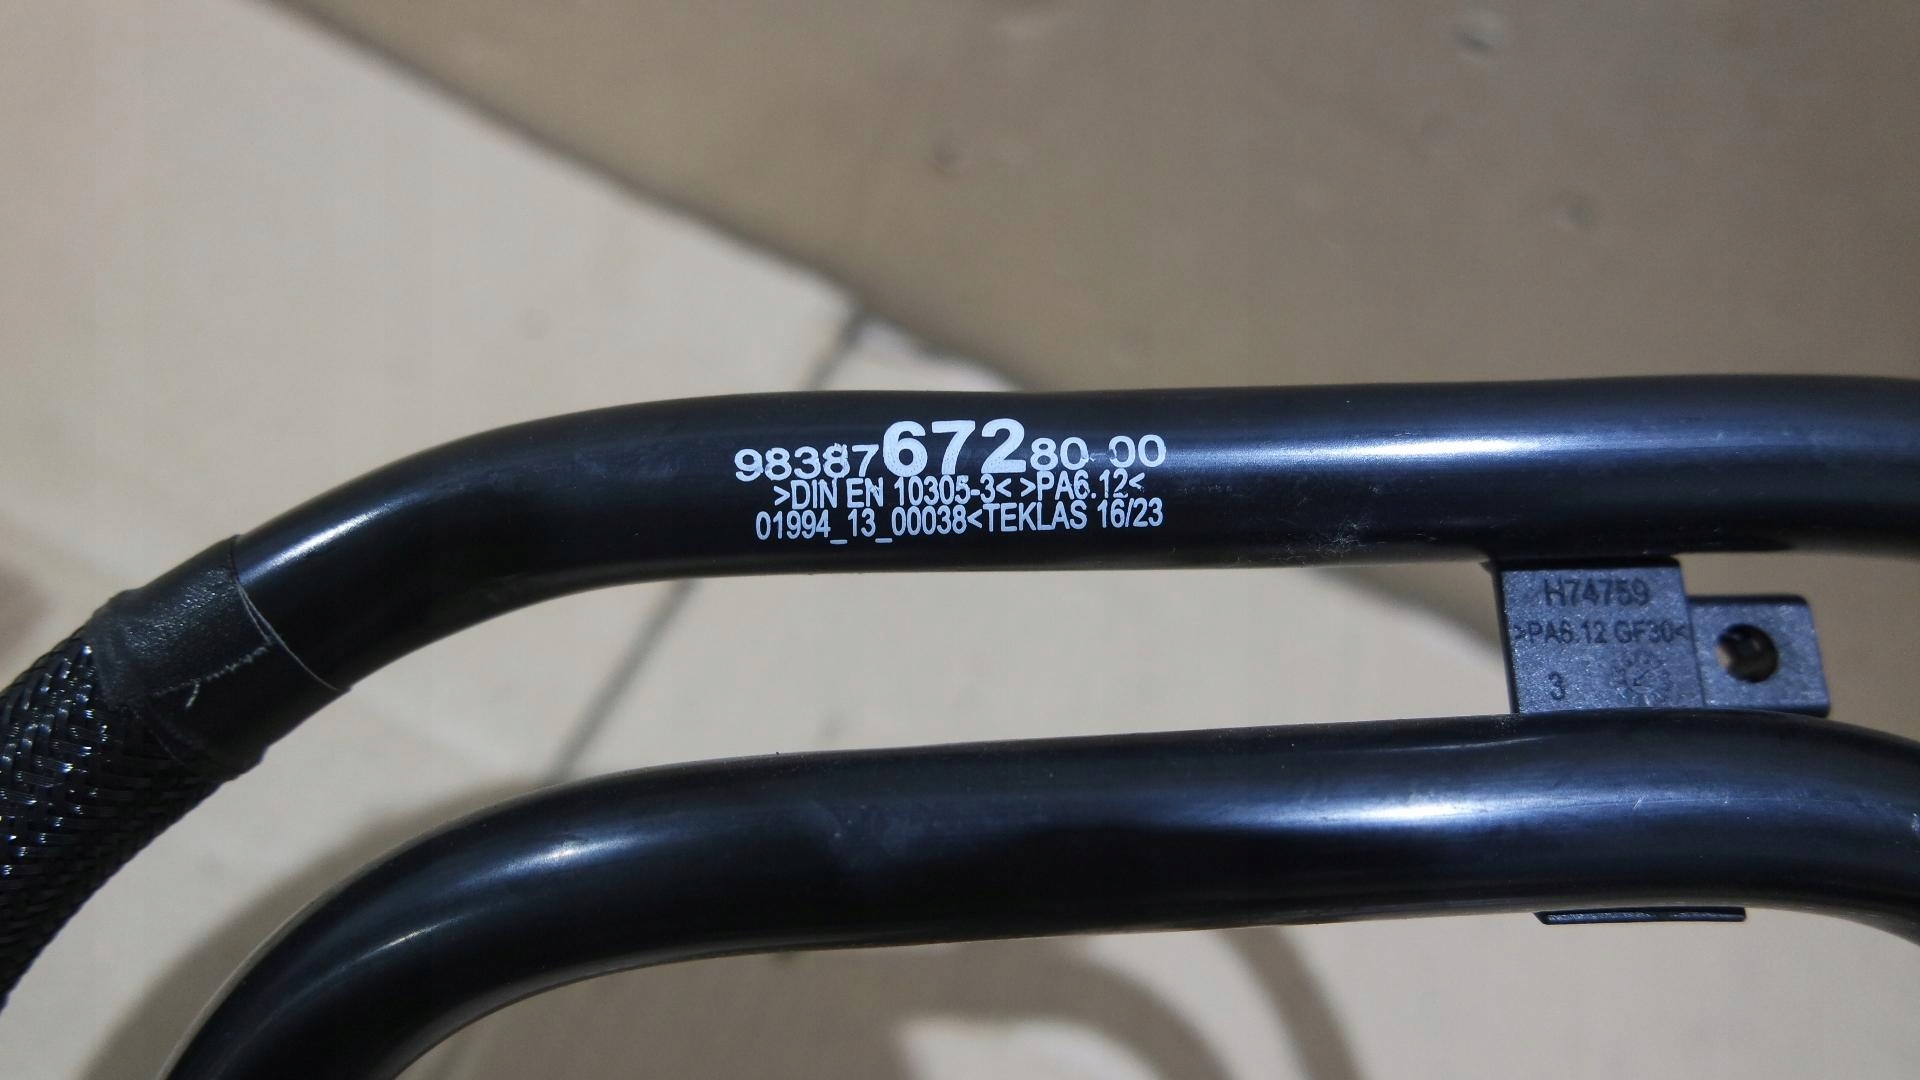 9838767280 00
>DIN EN 10305-3< >PA6.12<
01994_13_00038<TEKLAS 16/23
H74759
>PA6.12 GF30<
3